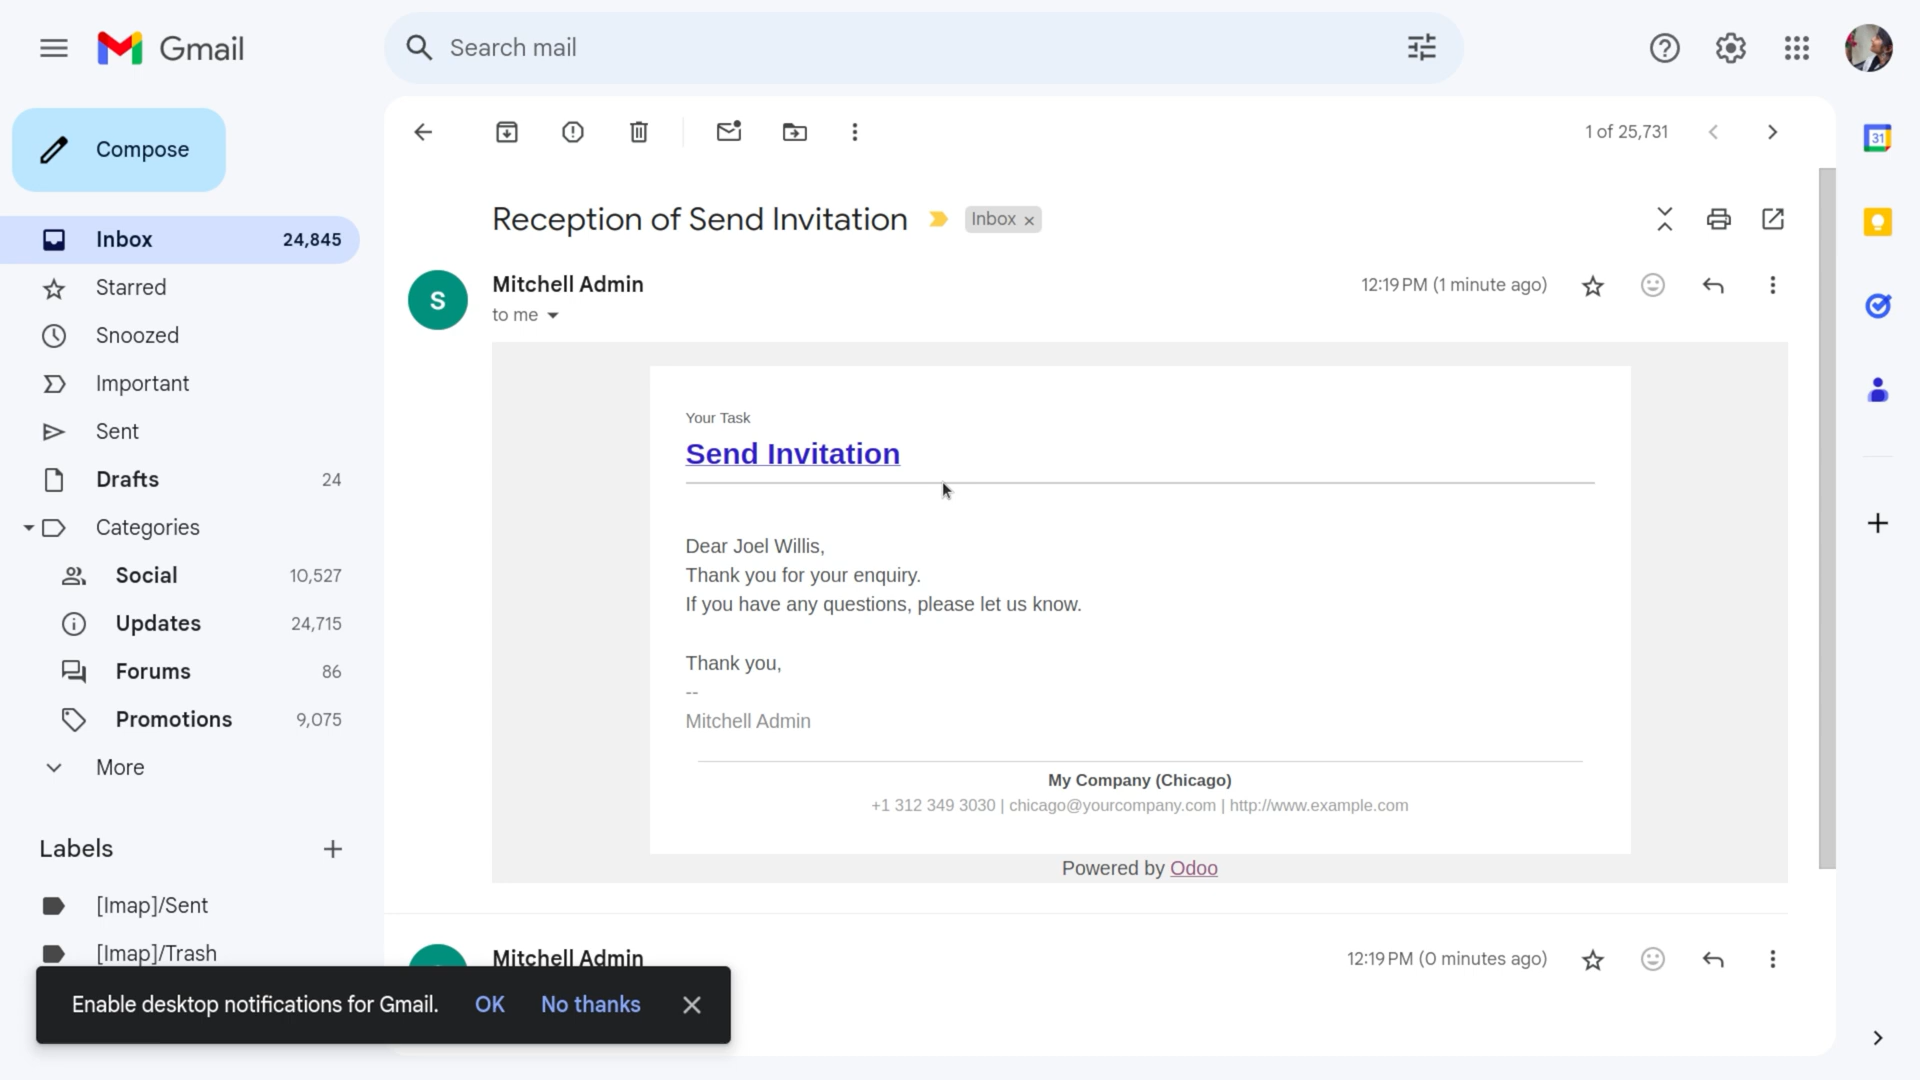 Gmail
Search mail
Compose
1 of 25,731
Inbox 24,845
Starred
Snoozed
Important
Sent
Drafts 24
Categories
Social 10,527
Updates 24,715
Forums 86
Promotions 9,075
More
Labels
[Imap]/Sent
[Imap]/Trash
Reception of Send Invitation
Inbox x
Mitchell Admin
12:19 PM (1 minute ago)
S
to me
Your Task
Send Invitation
Dear Joel Willis,
Thank you for your enquiry.
If you have any questions, please let us know.
Thank you,
--
Mitchell Admin
My Company (Chicago)
+1 312 349 3030 | chicago@yourcompany.com | http://www.example.com
Powered by Odoo
Mitchell Admin
12:19 PM (0 minutes ago)
Enable desktop notifications for Gmail. OK No thanks
31